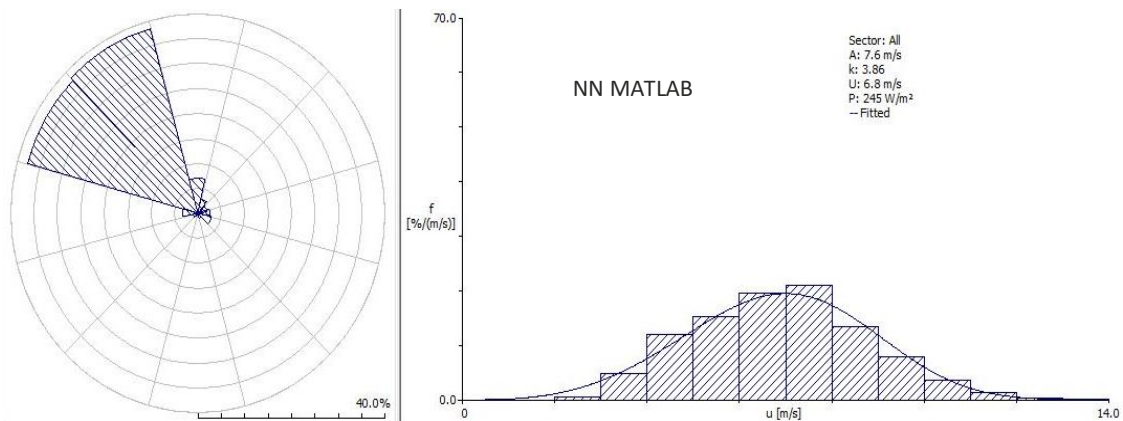 40.0%
70.0
f
[%/(m/s)]
0.0
0
u [m/s]
14.0
NN MATLAB
Sector: All
A: 7.6 m/s
k: 3.86
U: 6.8 m/s
P: 245 W/m²
-- Fitted